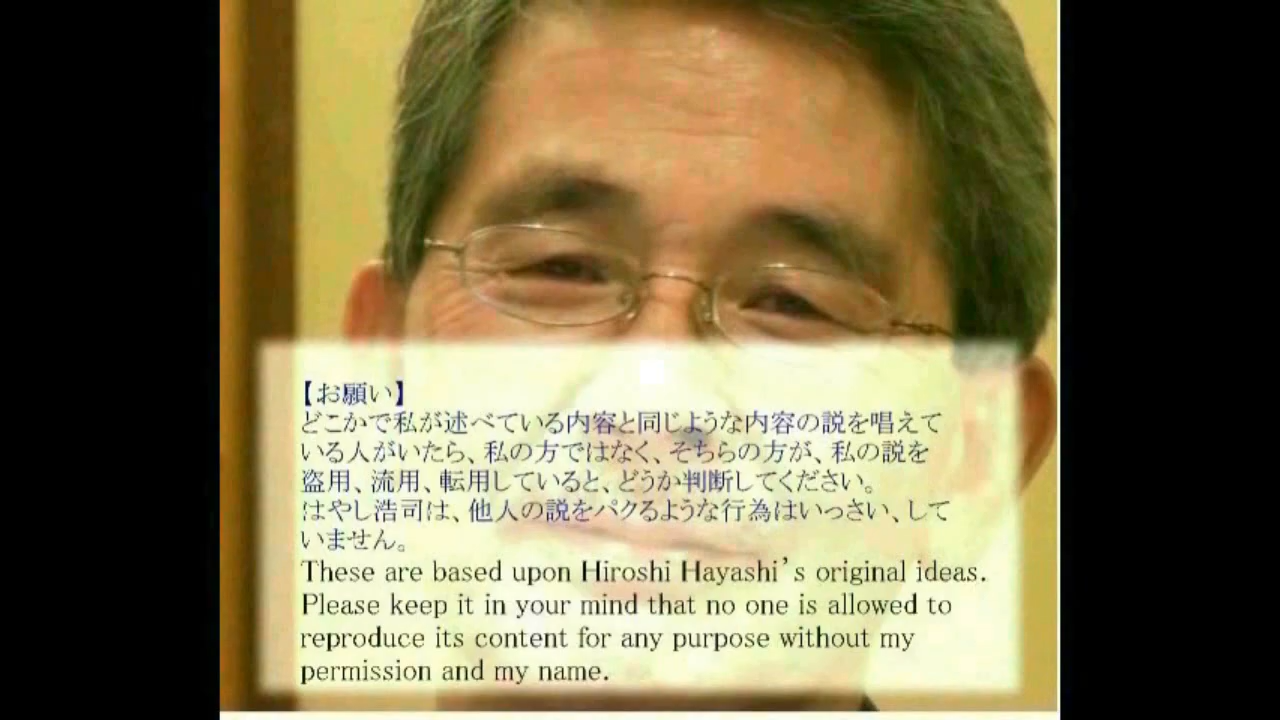 【お願い】
どこかで私が述べている内容と同じような内容の説を唱えて
いる人がいたら、私の方ではなく、そちらの方が、私の説を
盗用、流用、転用していると、どうか判断してください。
はやし浩司は、他人の説をパクるような行為はいっさい、して
いません。
These are based upon Hiroshi Hayashi’s original ideas.
Please keep it in your mind that no one is allowed to
reproduce its content for any purpose without my
permission and my name.